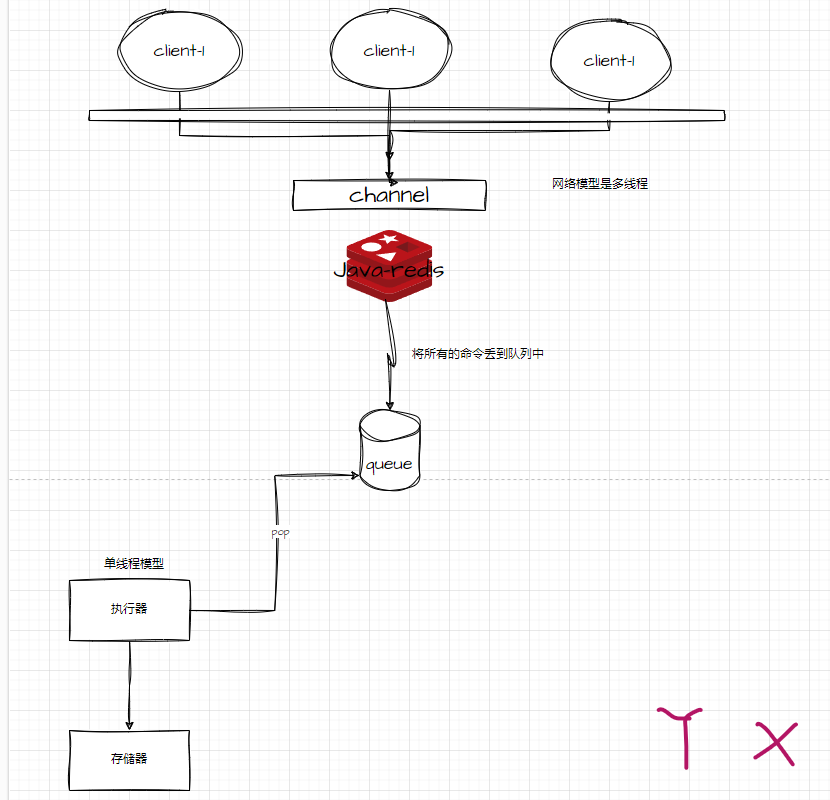 client-1
client-1
client-1
channel
网络模型是多线程
Java-redis
将所有的命令丢到队列中
queue
pop
单线程模型
执行器
存储器
Y X